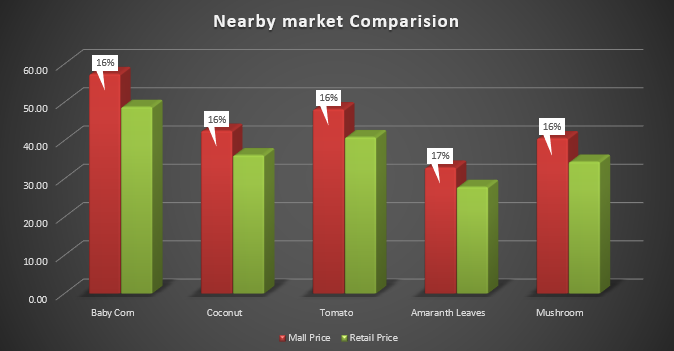 Nearby market Comparision
60.00
50.00
40.00
30.00
20.00
10.00
0.00
16%
16%
16%
17%
16%
Baby Corn
Coconut
Tomato
Amaranth Leaves
Mushroom
Mall Price
Retail Price